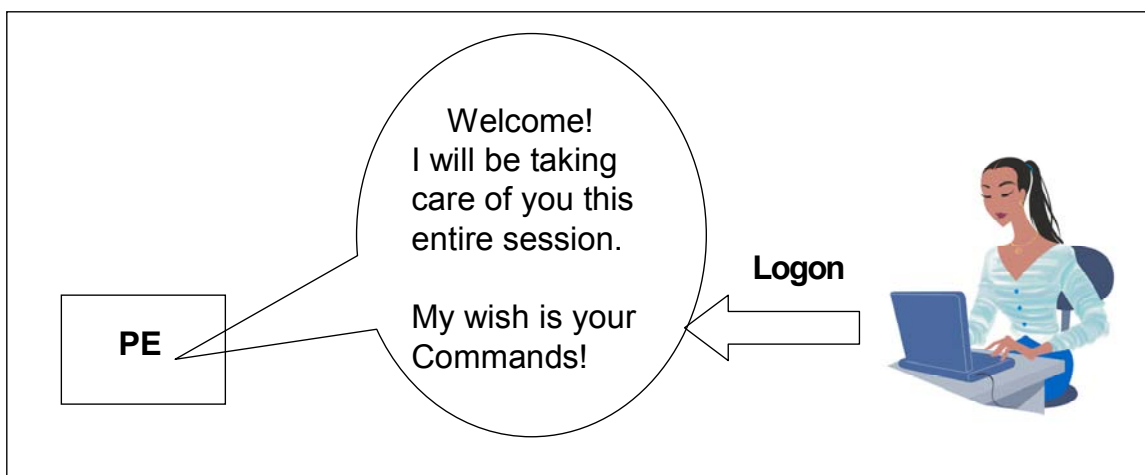 Welcome!
I will be taking
care of you this
entire session.
My wish is your
Commands!
Logon
PE